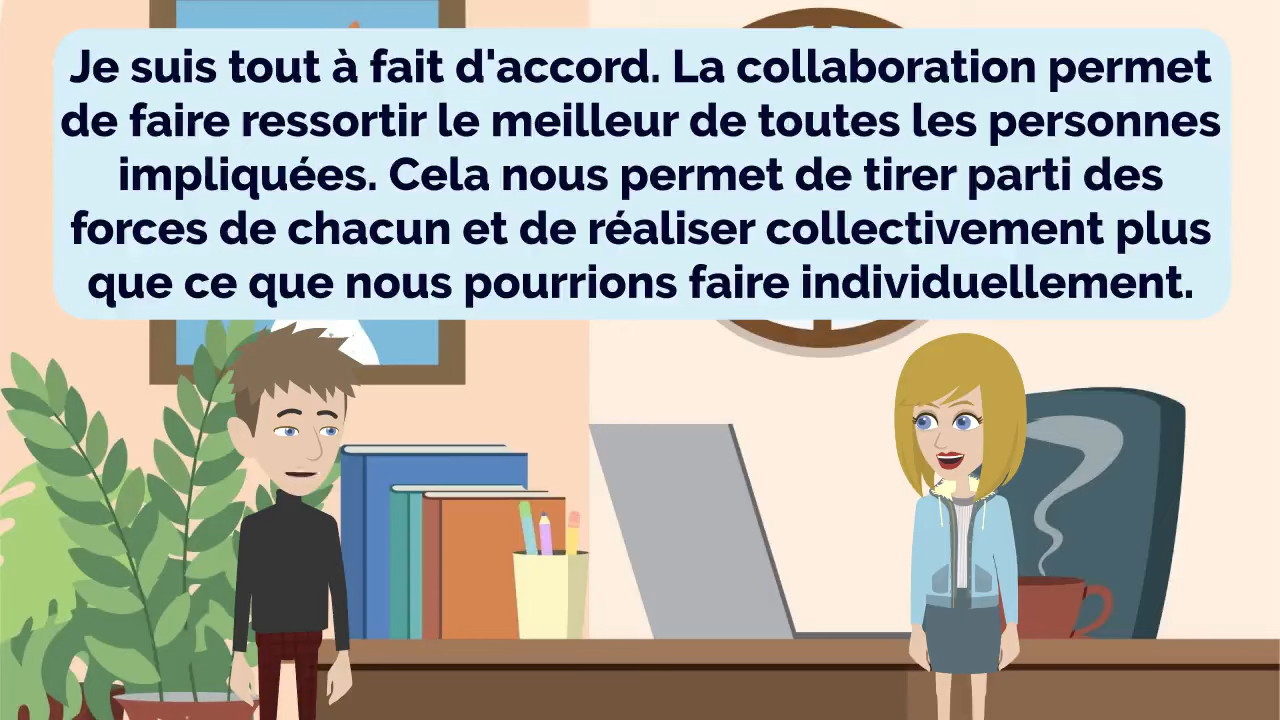 Je suis tout à fait d'accord. La collaboration permet
de faire ressortir le meilleur de toutes les personnes
impliquées. Cela nous permet de tirer parti des
forces de chacun et de réaliser collectivement plus
que ce que nous pourrions faire individuellement.